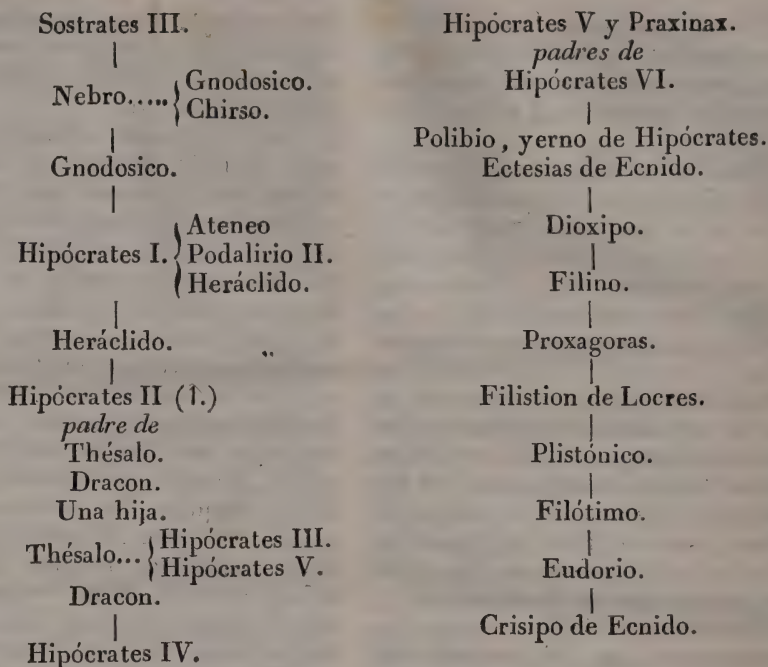 Sostrates III.
Nebro..... Gnodosico.
Chirso.
Gnodosico.
Hipócrates I. Ateneo
Podalirio II.
Heráclido.
Heráclido.
Hipócrates II (1.)
padre de
Thésalo.
Dracon.
Una hija.
Thésalo... Hipócrates III.
Hipócrates V.
Dracon.
Hipócrates IV.
Hipócrates V y Praxinax.
padres de
Hipócrates VI.
Polibio, yerno de Hipócrates.
Ectesias de Ecnido.
Dioxipo.
Filino.
Proxagoras.
Filistion de Locres.
Plistónico.
Filótimo.
Eudorio.
Crisipo de Ecnido.